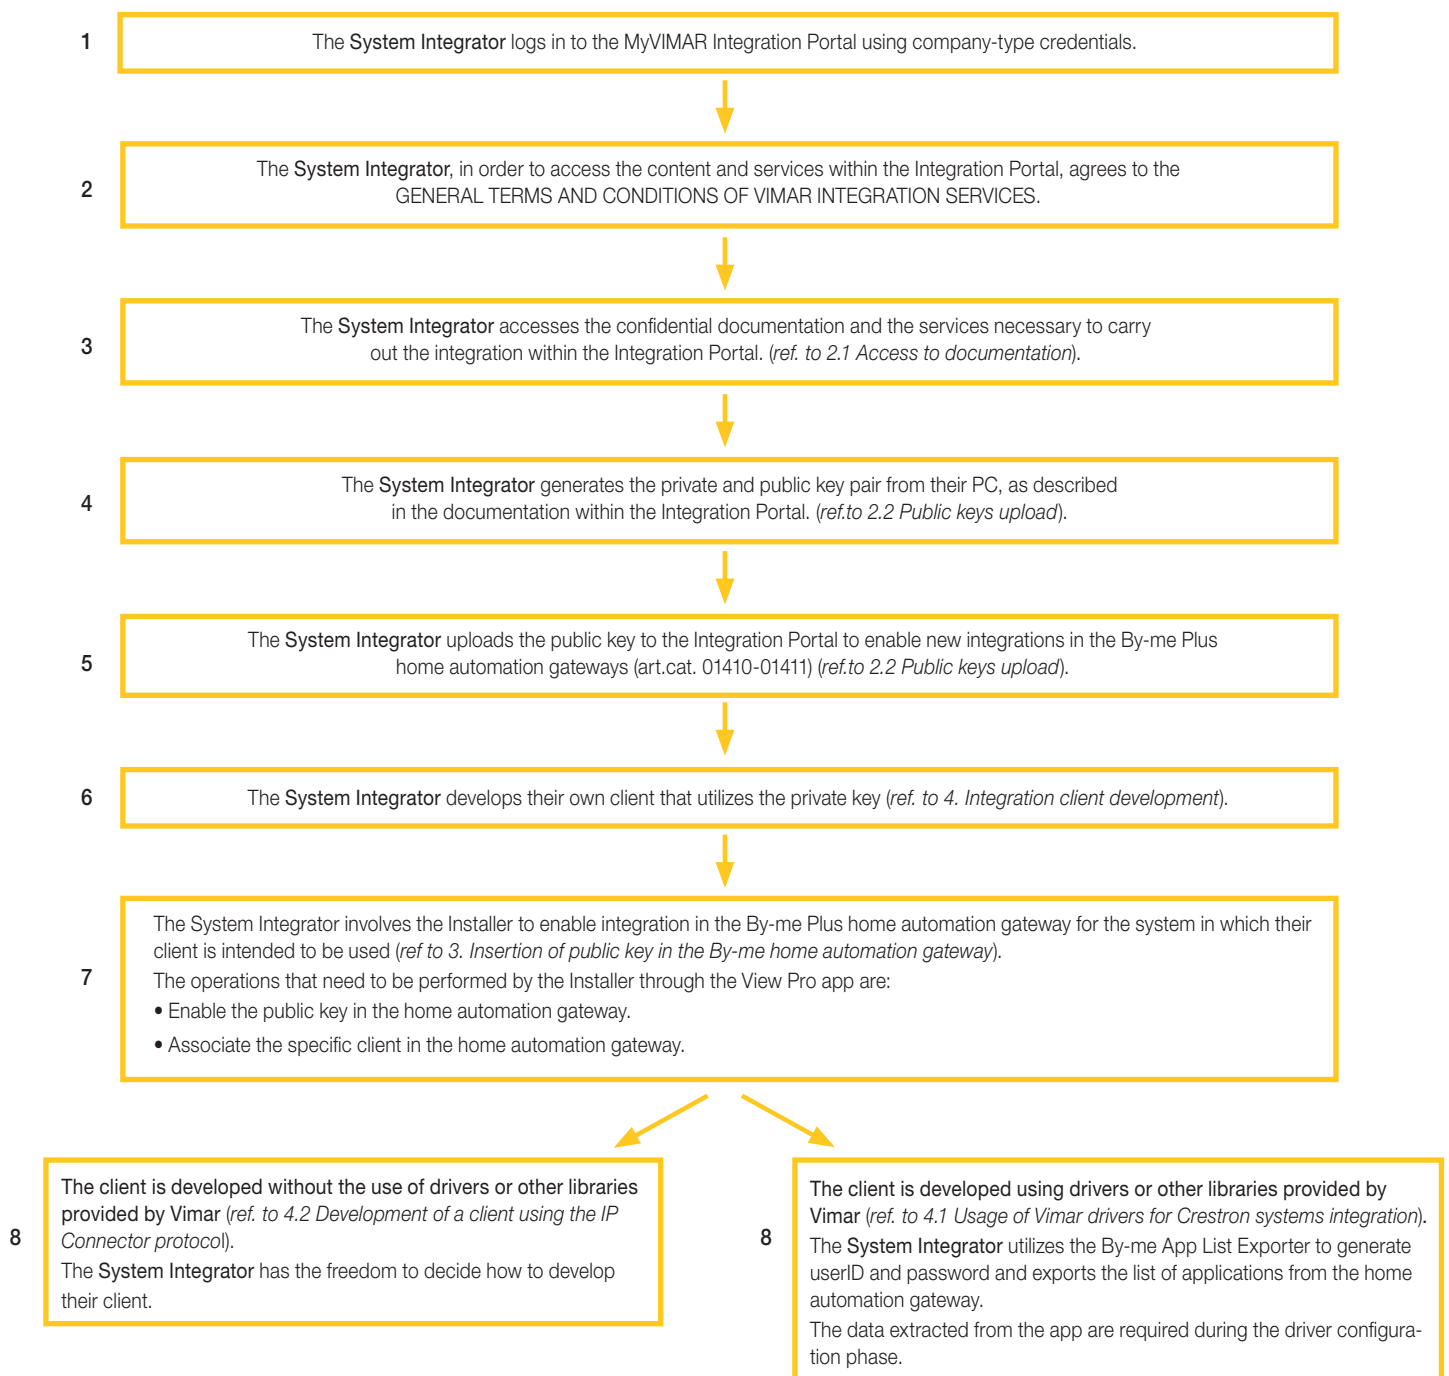 1
The System Integrator logs in to the MyVIMAR Integration Portal using company-type credentials.
2
The System Integrator, in order to access the content and services within the Integration Portal, agrees to the
GENERAL TERMS AND CONDITIONS OF VIMAR INTEGRATION SERVICES.
3
The System Integrator accesses the confidential documentation and the services necessary to carry
out the integration within the Integration Portal. (ref. to 2.1 Access to documentation).
4
The System Integrator generates the private and public key pair from their PC, as described
in the documentation within the Integration Portal. (ref.to 2.2 Public keys upload).
5
The System Integrator uploads the public key to the Integration Portal to enable new integrations in the By-me Plus
home automation gateways (art.cat. 01410-01411) (ref.to 2.2 Public keys upload).
6
The System Integrator develops their own client that utilizes the private key (ref. to 4. Integration client development).
7
The System Integrator involves the Installer to enable integration in the By-me Plus home automation gateway for the system in which their
client is intended to be used (ref to 3. Insertion of public key in the By-me home automation gateway).
The operations that need to be performed by the Installer through the View Pro app are:
• Enable the public key in the home automation gateway.
• Associate the specific client in the home automation gateway.
8
The client is developed without the use of drivers or other libraries
provided by Vimar (ref. to 4.2 Development of a client using the IP
Connector protocol).
The System Integrator has the freedom to decide how to develop
their client.
8
The client is developed using drivers or other libraries provided by
Vimar (ref. to 4.1 Usage of Vimar drivers for Crestron systems integration).
The System Integrator utilizes the By-me App List Exporter to generate
userID and password and exports the list of applications from the home
automation gateway.
The data extracted from the app are required during the driver configura-
tion phase.